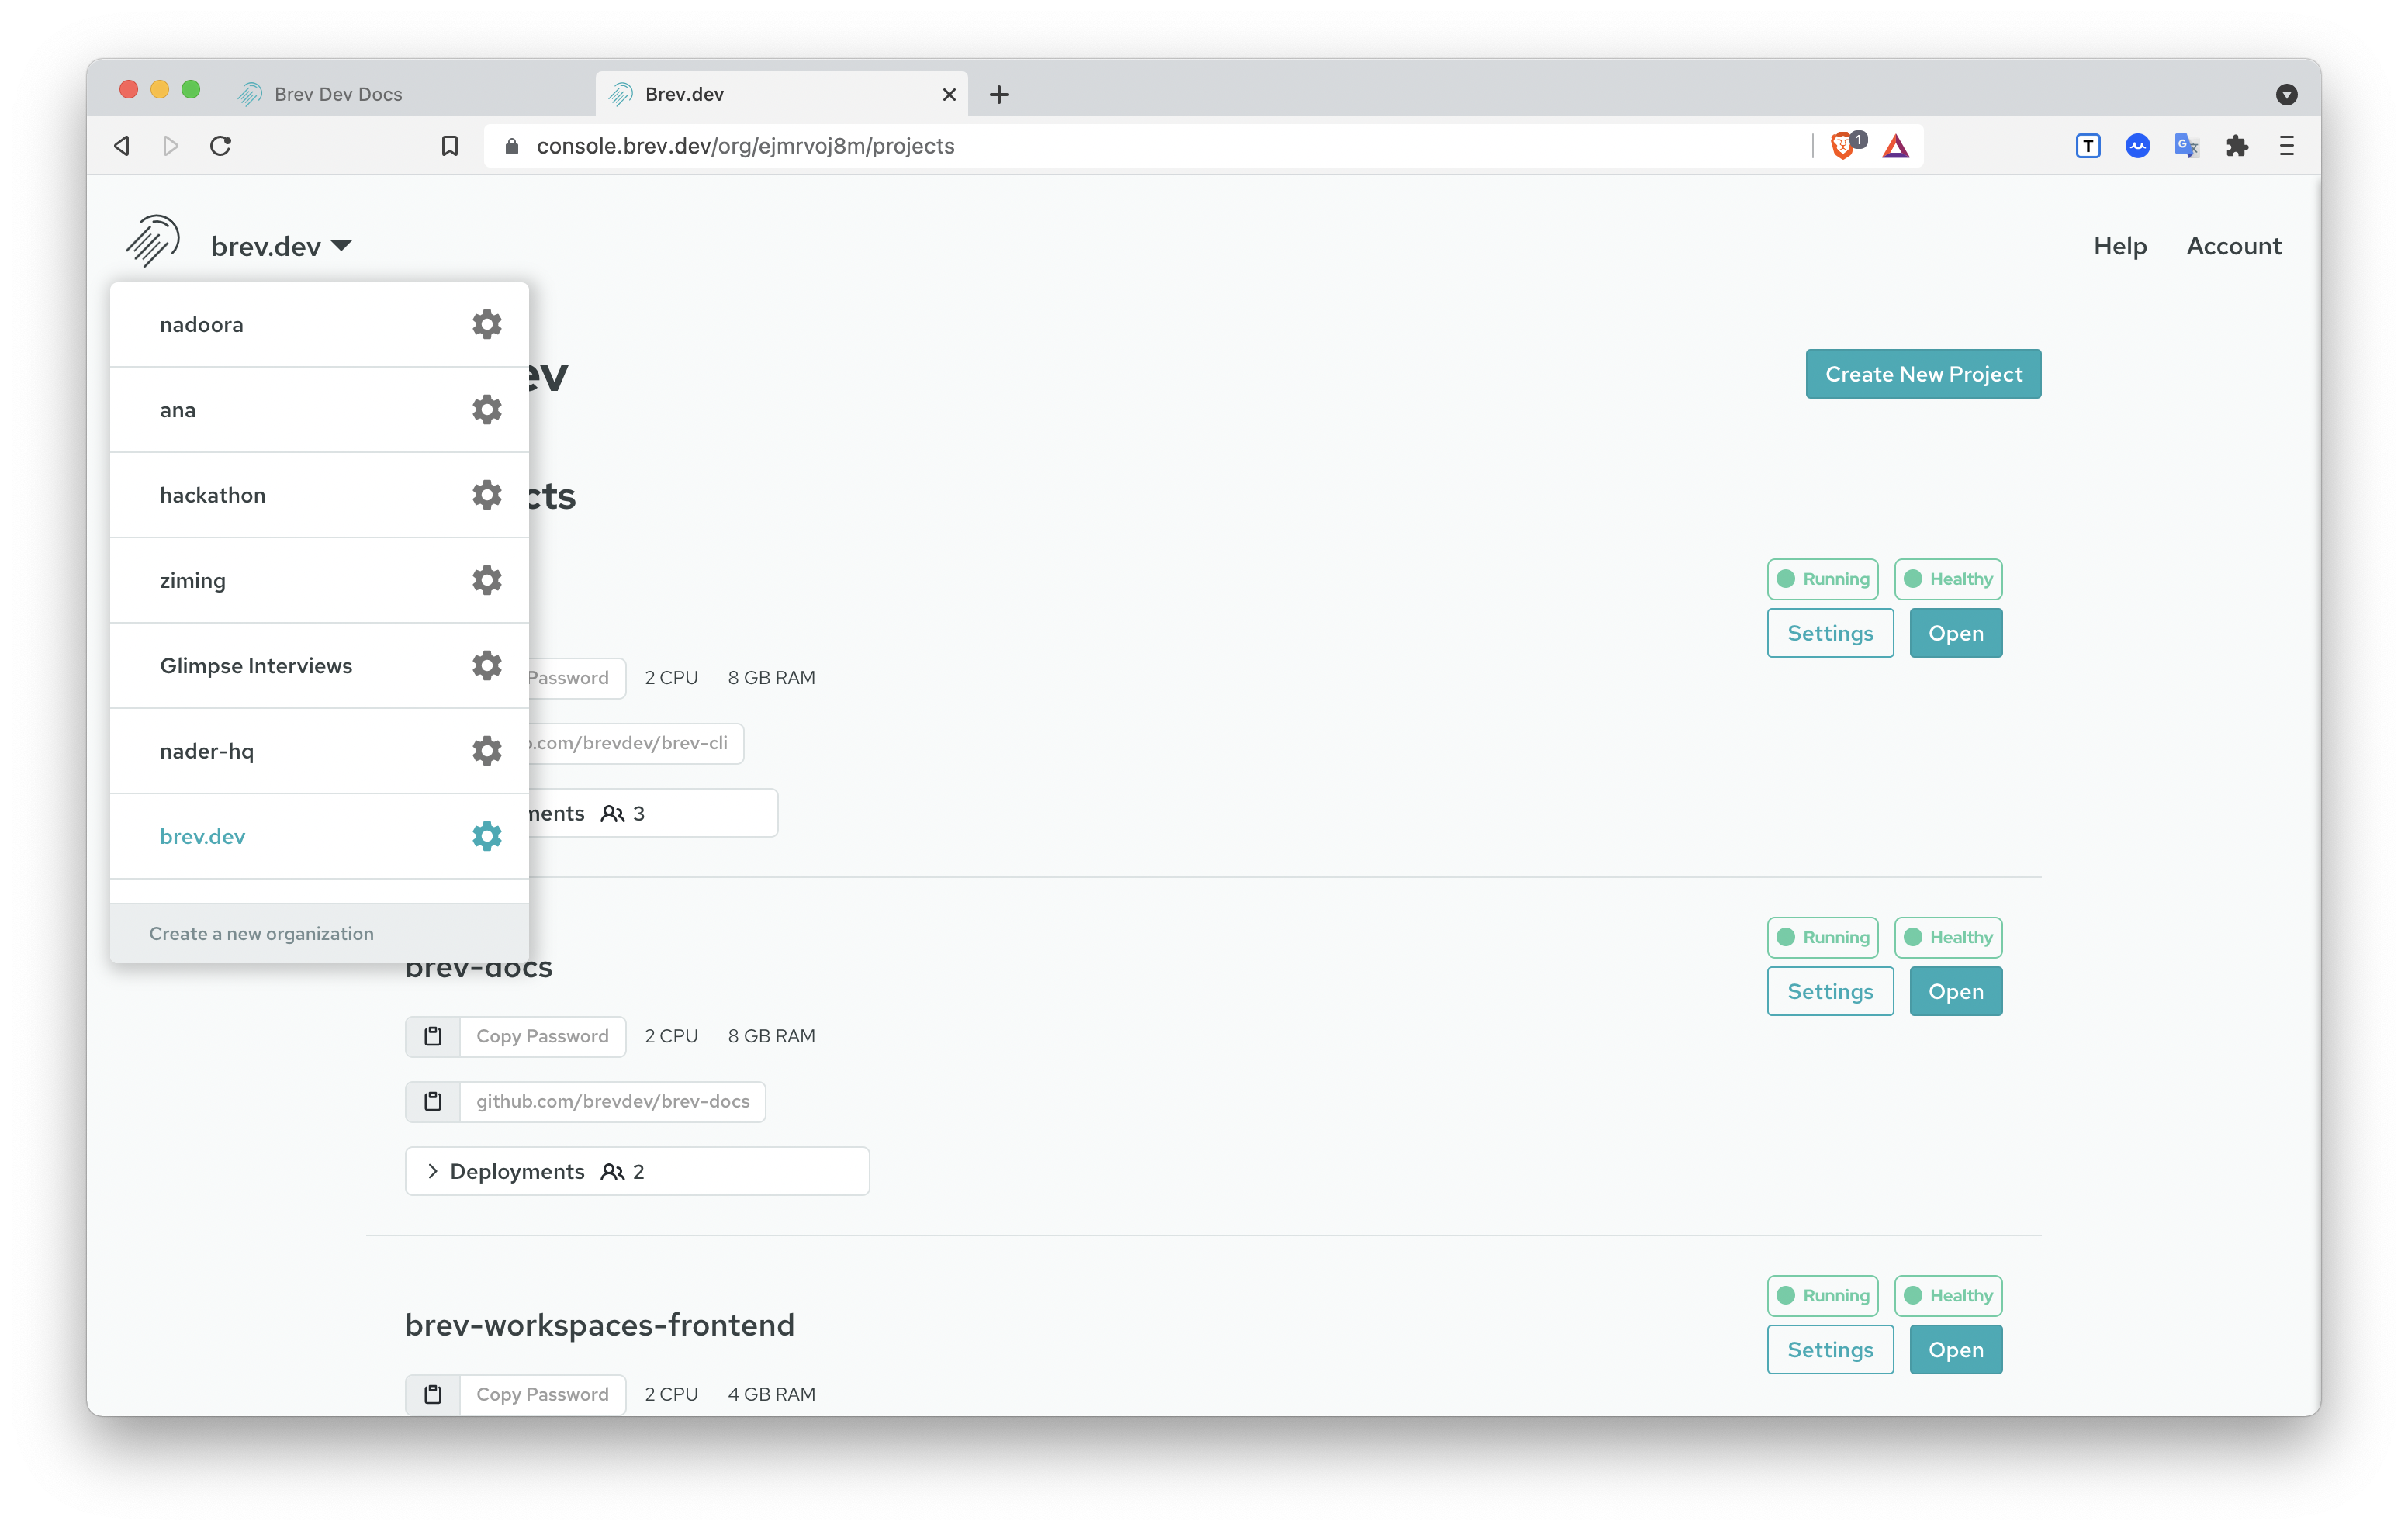 Brev Dev Docs
Brev.dev
console.brev.dev/org/ejmrvoj8m/projects
1
T
brev.dev
Help
Account
nadoora
ana
hackathon
ziming
Glimpse Interviews
nader-hq
brev.dev
Create a new organization
ev
Create New Project
cts
Running
Healthy
Settings
Open
Password
2 CPU
8 GB RAM
.com/brevdev/brev-cli
ments
3
brev-docs
Running
Healthy
Settings
Open
Copy Password
2 CPU
8 GB RAM
github.com/brevdev/brev-docs
Deployments
2
brev-workspaces-frontend
Running
Healthy
Settings
Open
Copy Password
2 CPU
4 GB RAM